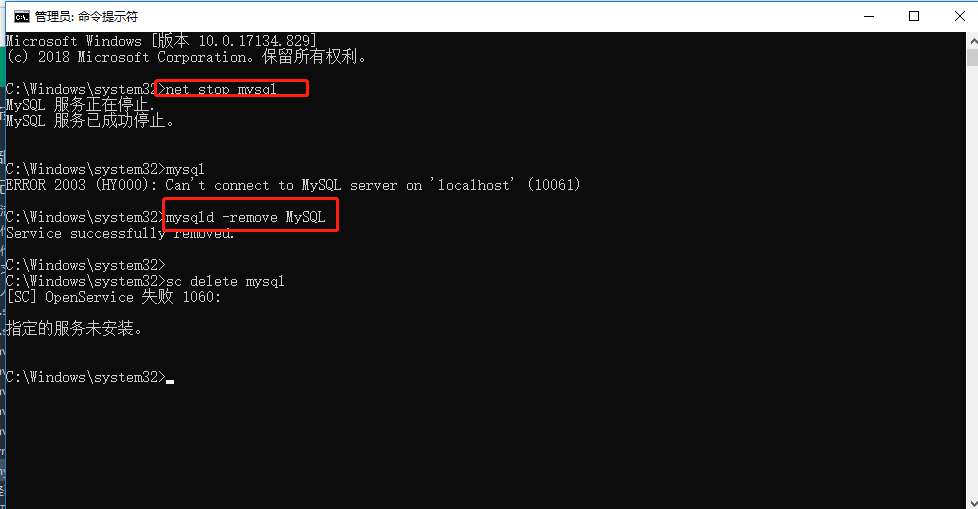 管理员: 命令提示符
Microsoft Windows [版本 10.0.17134.829]
(c) 2018 Microsoft Corporation。保留所有权利。
C:\Windows\system32>net stop mysql
MySQL 服务正在停止.
MySQL 服务已成功停止。
C:\Windows\system32>mysql
ERROR 2003 (HY000): Can't connect to MySQL server on 'localhost' (10061)
C:\Windows\system32>mysqld -remove MySQL
Service successfully removed.
C:\Windows\system32>
C:\Windows\system32>sc delete mysql
[SC] OpenService 失败 1060:
指定的服务未安装。
C:\Windows\system32>